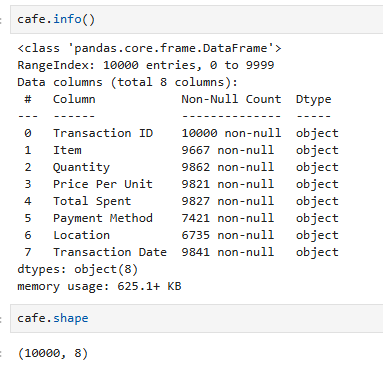 cafe.info()
<class 'pandas.core.frame.DataFrame'>
RangeIndex: 10000 entries, 0 to 9999
Data columns (total 8 columns):
 #   Column            Non-Null Count  Dtype
---  ------            --------------  -----
 0   Transaction ID    10000 non-null  object
 1   Item              9667 non-null   object
 2   Quantity          9862 non-null   object
 3   Price Per Unit    9821 non-null   object
 4   Total Spent       9827 non-null   object
 5   Payment Method    7421 non-null   object
 6   Location          6735 non-null   object
 7   Transaction Date  9841 non-null   object
dtypes: object(8)
memory usage: 625.1+ KB
cafe.shape
(10000, 8)